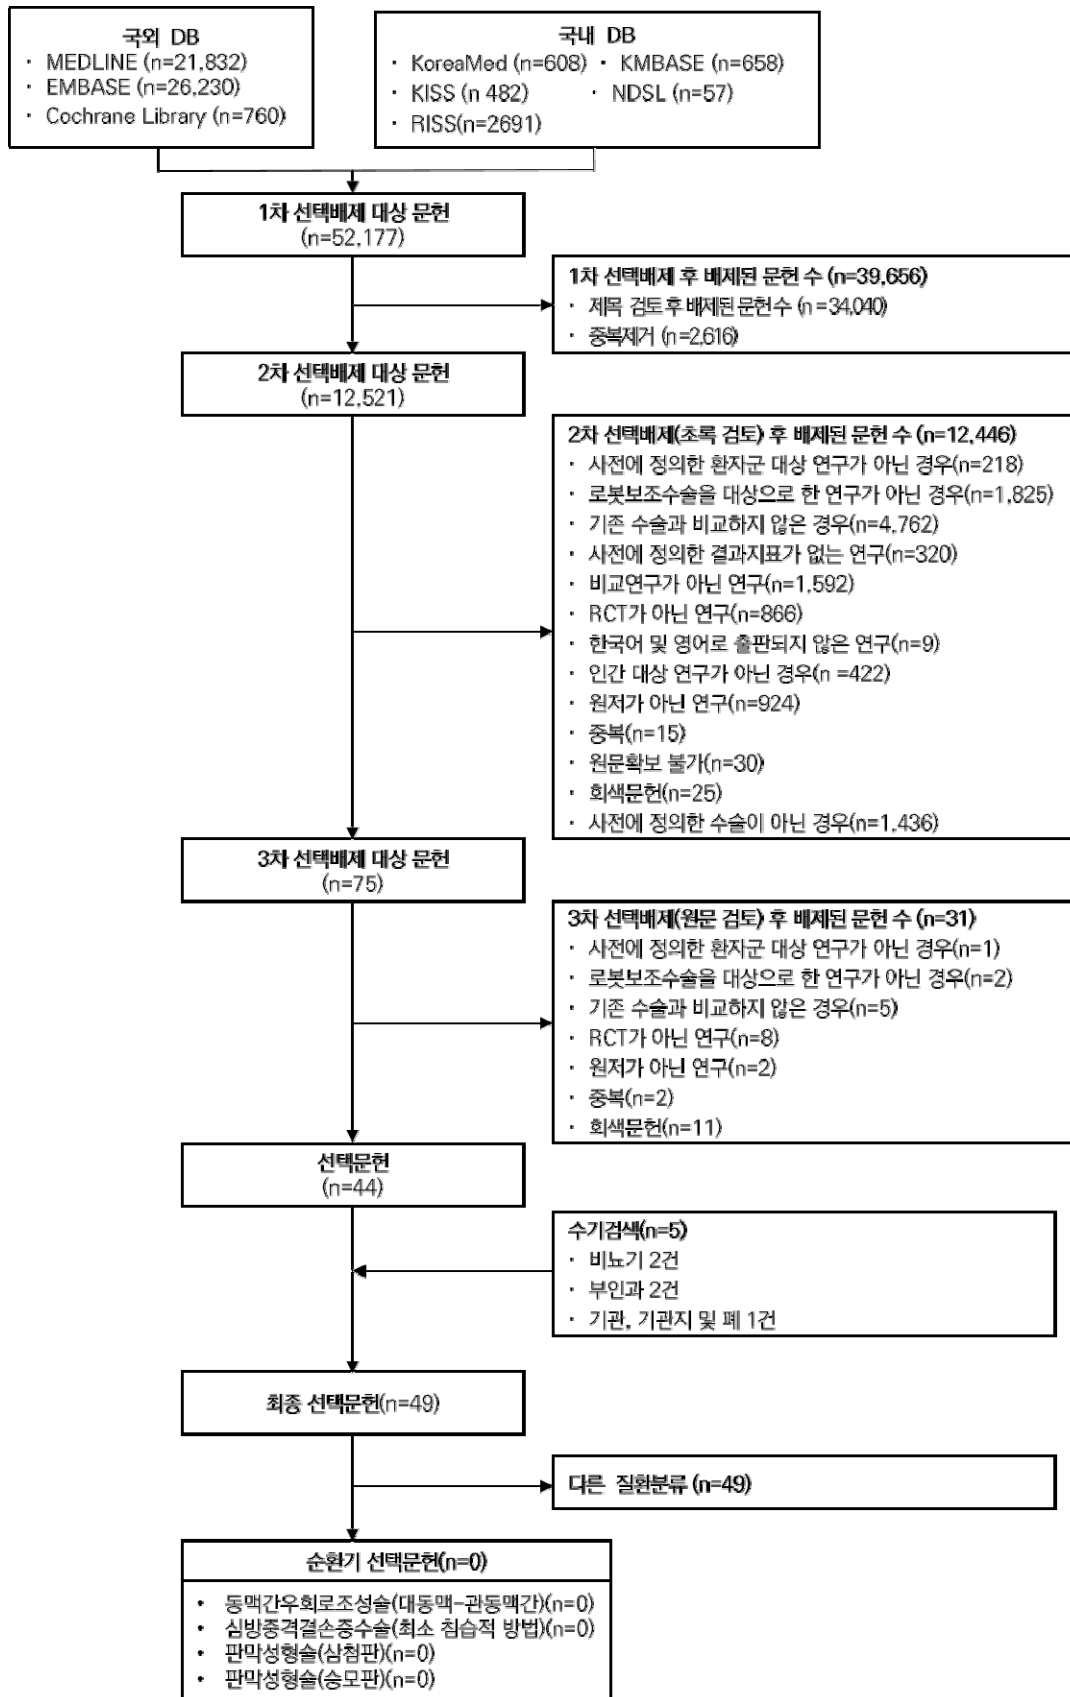 국외 DB
· MEDLINE (n=21,832)
· EMBASE (n=26,230)
· Cochrane Library (n=760)
국내 DB
· KoreaMed (n=608) · KMBASE (n=658)
· KISS (n 482) · NDSL (n=57)
· RISS(n=2691)
1차 선택배제 대상 문헌
(n=52,177)
1차 선택배제 후 배제된 문헌 수 (n=39,656)
· 제목 검토 후 배제된 문헌 수 (n =34,040)
· 중복제거 (n=2,616)
2차 선택배제 대상 문헌
(n=12,521)
2차 선택배제(초록 검토) 후 배제된 문헌 수 (n=12,446)
· 사전에 정의한 환자군 대상 연구가 아닌 경우(n=218)
· 로봇보조수술을 대상으로 한 연구가 아닌 경우(n=1,825)
· 기존 수술과 비교하지 않은 경우(n=4,762)
· 사전에 정의한 결과지표가 없는 연구(n=320)
· 비교연구가 아닌 연구(n=1,592)
· RCT가 아닌 연구(n=866)
· 한국어 및 영어로 출판되지 않은 연구(n=9)
· 인간 대상 연구가 아닌 경우(n =422)
· 원저가 아닌 연구(n=924)
· 중복(n=15)
· 원문확보 불가(n=30)
· 회색문헌(n=25)
· 사전에 정의한 수술이 아닌 경우(n=1,436)
3차 선택배제 대상 문헌
(n=75)
3차 선택배제(원문 검토) 후 배제된 문헌 수 (n=31)
· 사전에 정의한 환자군 대상 연구가 아닌 경우(n=1)
· 로봇보조수술을 대상으로 한 연구가 아닌 경우(n=2)
· 기존 수술과 비교하지 않은 경우(n=5)
· RCT가 아닌 연구(n=8)
· 원저가 아닌 연구(n=2)
· 중복(n=2)
· 회색문헌(n=11)
선택문헌
(n=44)
수기검색(n=5)
· 비뇨기 2건
· 부인과 2건
· 기관, 기관지 및 폐 1건
최종 선택문헌(n=49)
다른 질환분류 (n=49)
순환기 선택문헌(n=0)
• 동맥간우회로조성술(대동맥-관동맥간)(n=0)
• 심방중격결손증수술(최소 침습적 방법)(n=0)
• 판막성형술(삼첨판)(n=0)
• 판막성형술(승모판)(n=0)